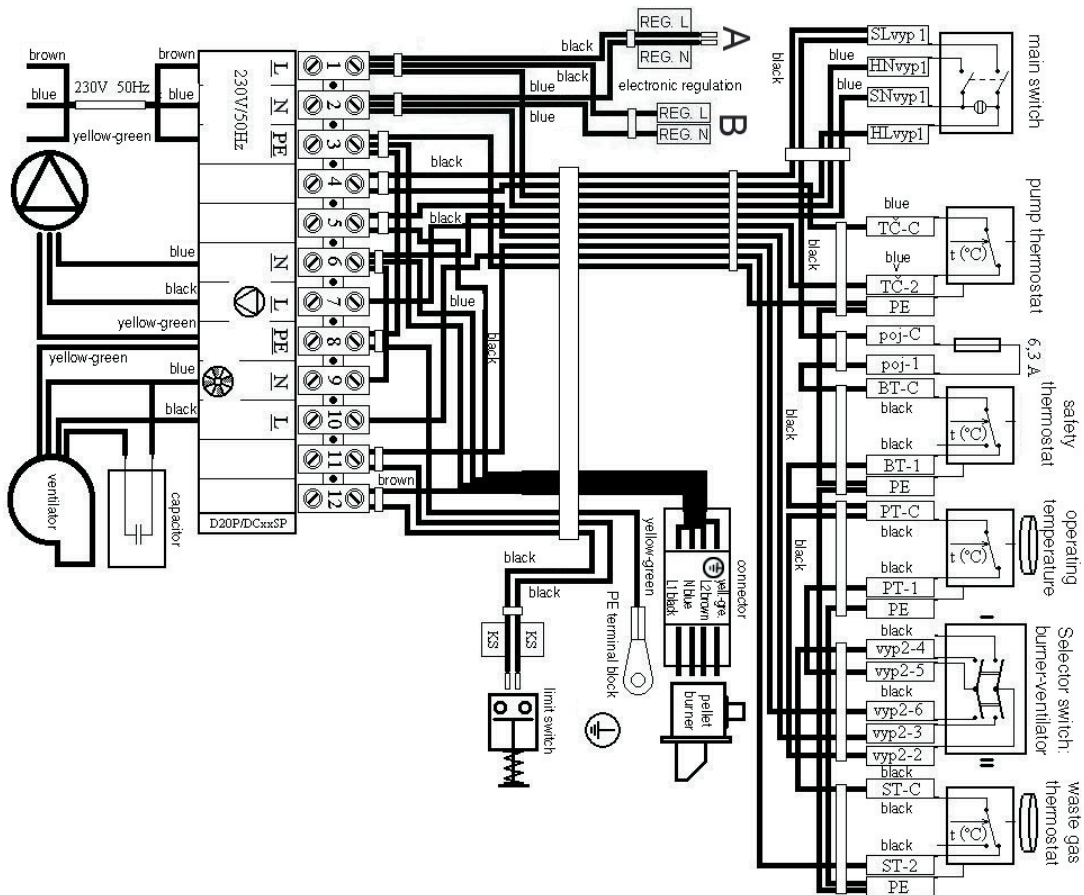 brown
blue
230V 50Hz
yellow-green
brown
blue
230V/50Hz
L
N
PE
N
L
PE
N
L
1
2
3
4
5
6
7
8
9
10
11
12
D20P/DCxxSP
blue
black
yellow-green
yellow-green
blue
black
ventilator
capacitor
black
black
blue
blue
REG. L
REG. N
A
electronic regulation
REG. L
REG. N
B
black
black
blue
black
brown
black
black
KS
KS
limit switch
yellow-green
PE terminal block
connector
yell.-gre.
L2 brown
N blue
L1 black
pellet
burner
black
blue
blue
SLvyp 1
HNvyp1
SNvyp1
HLvyp1
main switch
black
blue
TČ-C
blue
TČ-2
PE
t (°C)
pump thermostat
poj-C
poj-1
6,3 A
BT-C
black
black
BT-1
PE
t (°C)
safety
thermostat
black
PT-C
black
black
PT-1
PE
t (°C)
operating
temperature
black
vyp2-4
vyp2-5
black
vyp2-6
vyp2-3
vyp2-2
I
II
Selector switch:
burner-ventilator
black
ST-C
black
black
ST-2
PE
t (°C)
waste gas
thermostat